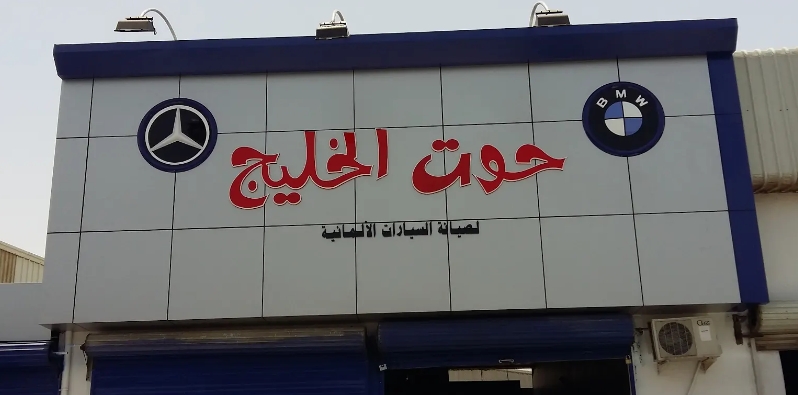 BMW
حوت الخليج
لصيانة السيارات الألمانية